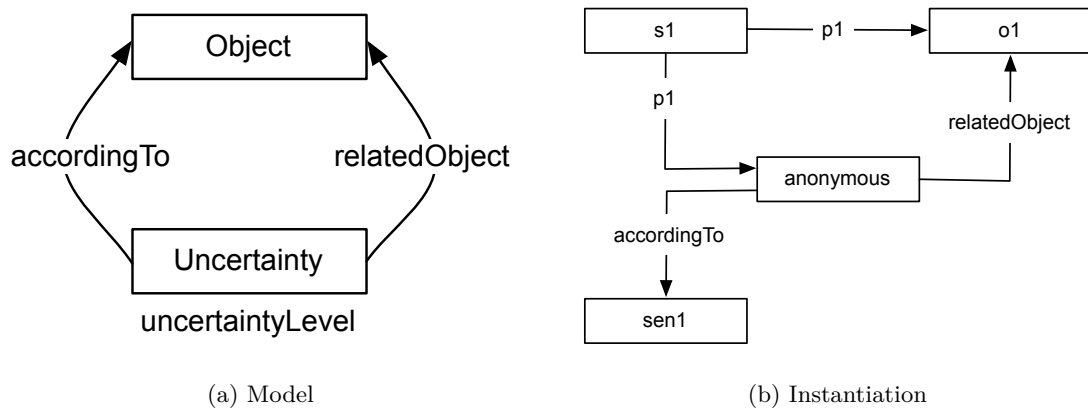 Object
accordingTo
relatedObject
Uncertainty
uncertaintyLevel
(a) Model
s1
p1
o1
p1
relatedObject
anonymous
accordingTo
sen1
(b) Instantiation